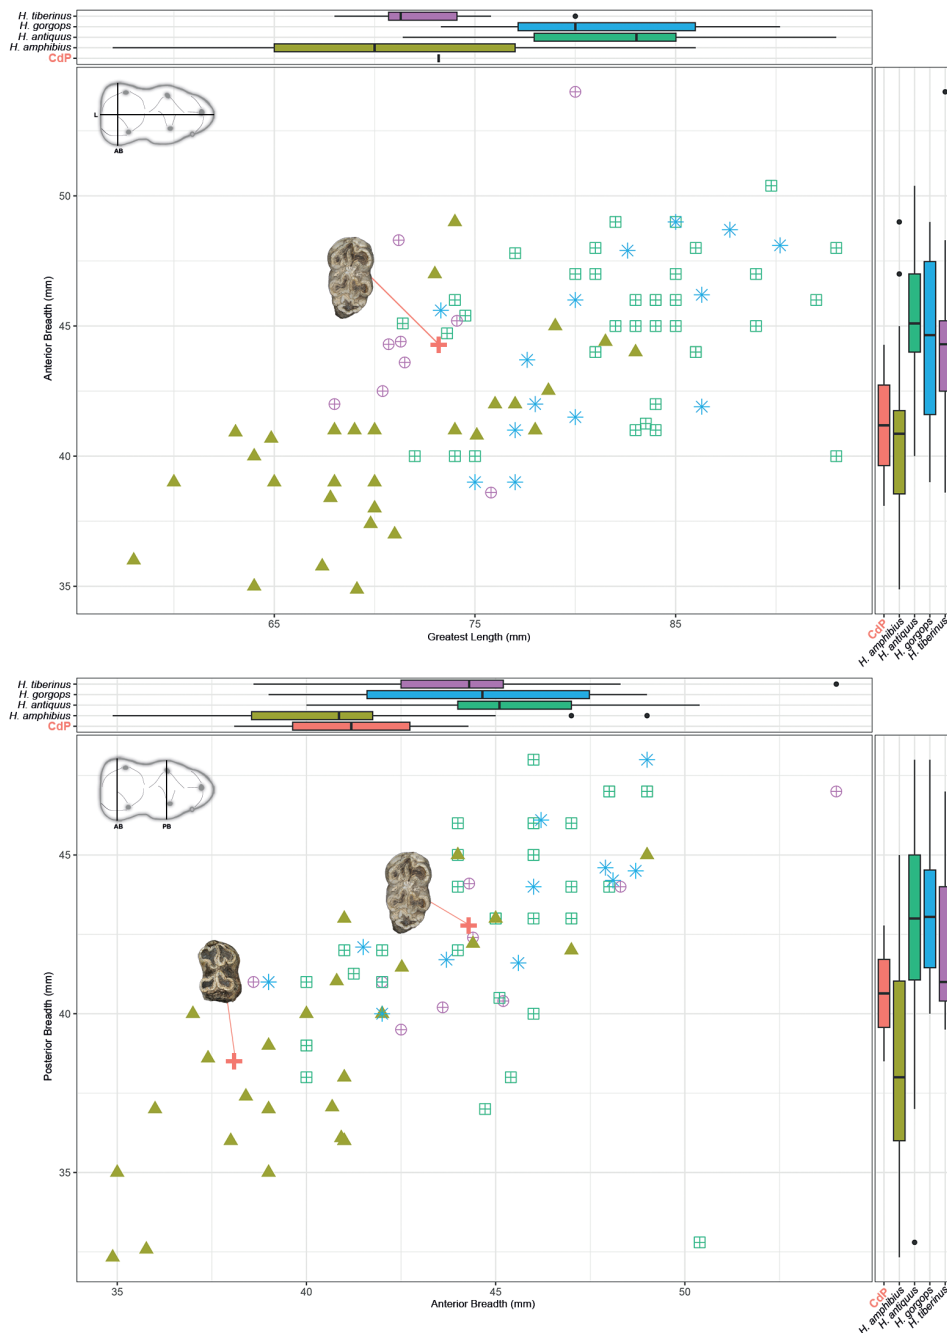 H. tiberinus
H. gorgops
H. antiquus
H. amphibius
CdP
L
AB
50
45
40
35
Anterior Breadth (mm)
65 75 85
Greatest Length (mm)
CdP
H. amphibius
H. antiquus
H. gorgops
H. tiberinus
H. tiberinus
H. gorgops
H. antiquus
H. amphibius
CdP
AB PB
45
40
35
Posterior Breadth (mm)
35 40 45 50
Anterior Breadth (mm)
CdP
H. amphibius
H. antiquus
H. gorgops
H. tiberinus